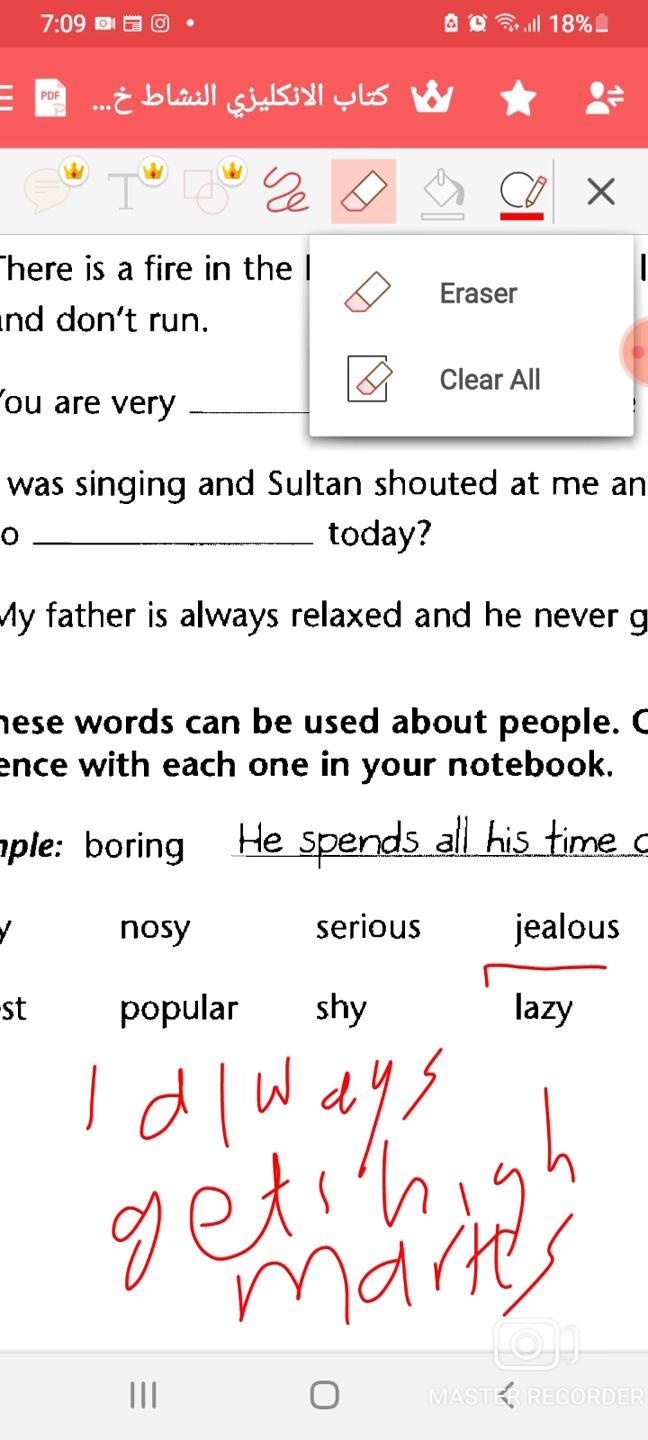 7:09 18%
كتاب الانكليزي النشاط خ...
There is a fire in the
and don't run.
Eraser
Clear All
You are very
was singing and Sultan shouted at me an
o today?
My father is always relaxed and he never g
hese words can be used about people. C
ence with each one in your notebook.
mple: boring He spends all his time o
y nosy serious jealous
st popular shy lazy
I always
gets high
marks
MASTER RECORDER